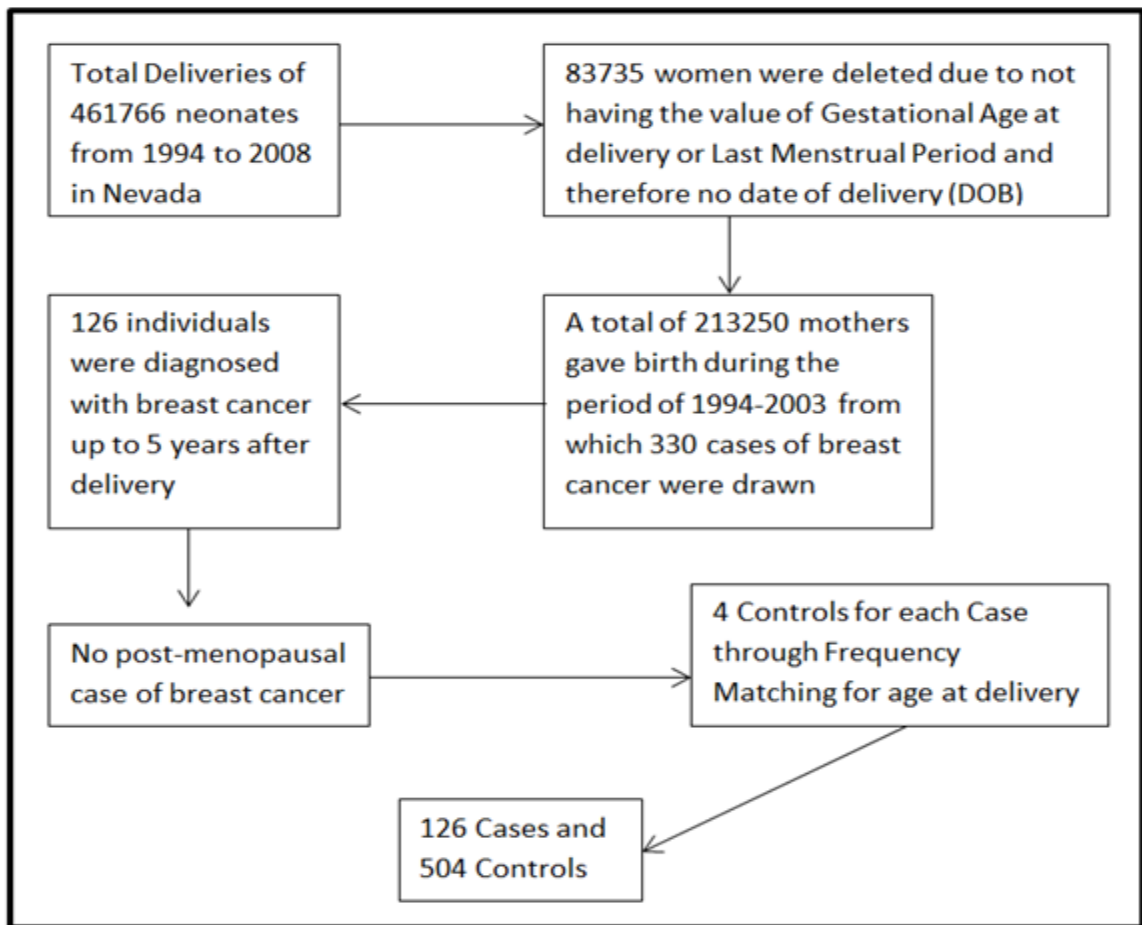 Total Deliveries of
461766 neonates
from 1994 to 2008
in Nevada
83735 women were deleted due to not
having the value of Gestational Age at
delivery or Last Menstrual Period and
therefore no date of delivery (DOB)
A total of 213250 mothers
gave birth during the
period of 1994-2003 from
which 330 cases of breast
cancer were drawn
126 individuals
were diagnosed
with breast cancer
up to 5 years after
delivery
No post-menopausal
case of breast cancer
4 Controls for each Case
through Frequency
Matching for age at delivery
126 Cases and
504 Controls